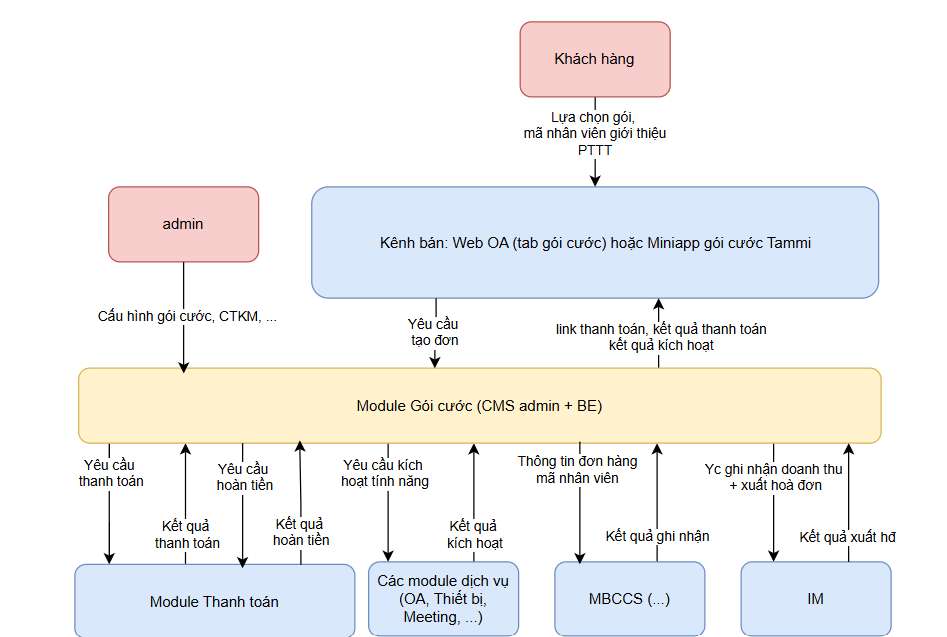 Khách hàng
Lựa chọn gói,
mã nhân viên giới thiệu
PTTT
admin
Kênh bán: Web OA (tab gói cước) hoặc Miniapp gói cước Tammi
Cấu hình gói cước, CTKM, ...
Yêu cầu
tạo đơn
link thanh toán, kết quả thanh toán
kết quả kích hoạt
Module Gói cước (CMS admin + BE)
Yêu cầu
thanh toán
Kết quả
thanh toán
Yêu cầu
hoàn tiền
Kết quả
hoàn tiền
Yêu cầu kích
hoạt tính năng
Kết quả
kích hoạt
Thông tin đơn hàng
mã nhân viên
Kết quả ghi nhận
Yc ghi nhận doanh thu
+ xuất hoà đơn
Kết quả xuất hđ
Module Thanh toán
Các module dịch vụ
(OA, Thiết bị,
Meeting, ...)
MBCCS (...)
IM